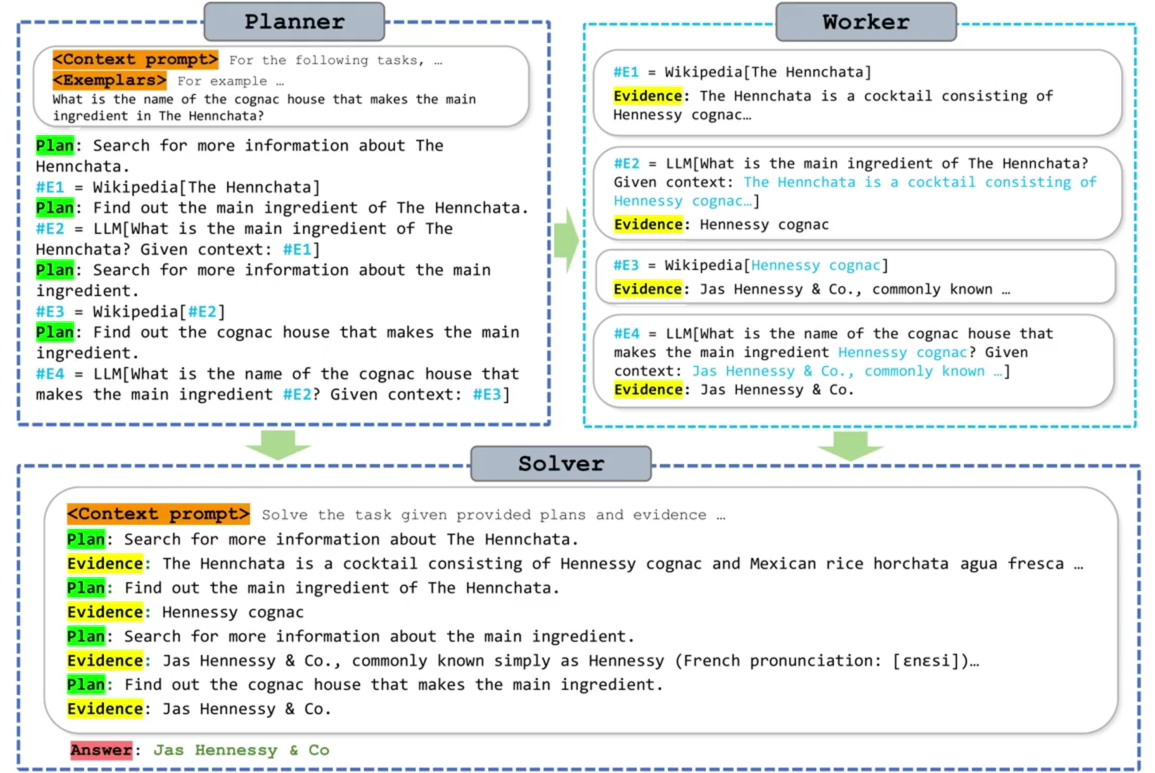 Planner
<Context prompt> For the following tasks, …
<Exemplars> For example …
What is the name of the cognac house that makes the main
ingredient in The Hennchata?
Plan: Search for more information about The
Hennchata.
#E1 = Wikipedia[The Hennchata]
Plan: Find out the main ingredient of The Hennchata.
#E2 = LLM[What is the main ingredient of The
Hennchata? Given context: #E1]
Plan: Search for more information about the main
ingredient.
#E3 = Wikipedia[#E2]
Plan: Find out the cognac house that makes the main
ingredient.
#E4 = LLM[What is the name of the cognac house that
makes the main ingredient #E2? Given context: #E3]
Worker
#E1 = Wikipedia[The Hennchata]
Evidence: The Hennchata is a cocktail consisting of
Hennessy cognac…
#E2 = LLM[What is the main ingredient of The Hennchata?
Given context: The Hennchata is a cocktail consisting of
Hennessy cognac…]
Evidence: Hennessy cognac
#E3 = Wikipedia[Hennessy cognac]
Evidence: Jas Hennessy & Co., commonly known …
#E4 = LLM[What is the name of the cognac house that
makes the main ingredient Hennessy cognac? Given
context: Jas Hennessy & Co., commonly known …]
Evidence: Jas Hennessy & Co.
Solver
<Context prompt> Solve the task given provided plans and evidence …
Plan: Search for more information about The Hennchata.
Evidence: The Hennchata is a cocktail consisting of Hennessy cognac and Mexican rice horchata agua fresca …
Plan: Find out the main ingredient of The Hennchata.
Evidence: Hennessy cognac
Plan: Search for more information about the main ingredient.
Evidence: Jas Hennessy & Co., commonly known simply as Hennessy (French pronunciation: [ɛnɛsi])…
Plan: Find out the cognac house that makes the main ingredient.
Evidence: Jas Hennessy & Co.
Answer: Jas Hennessy & Co